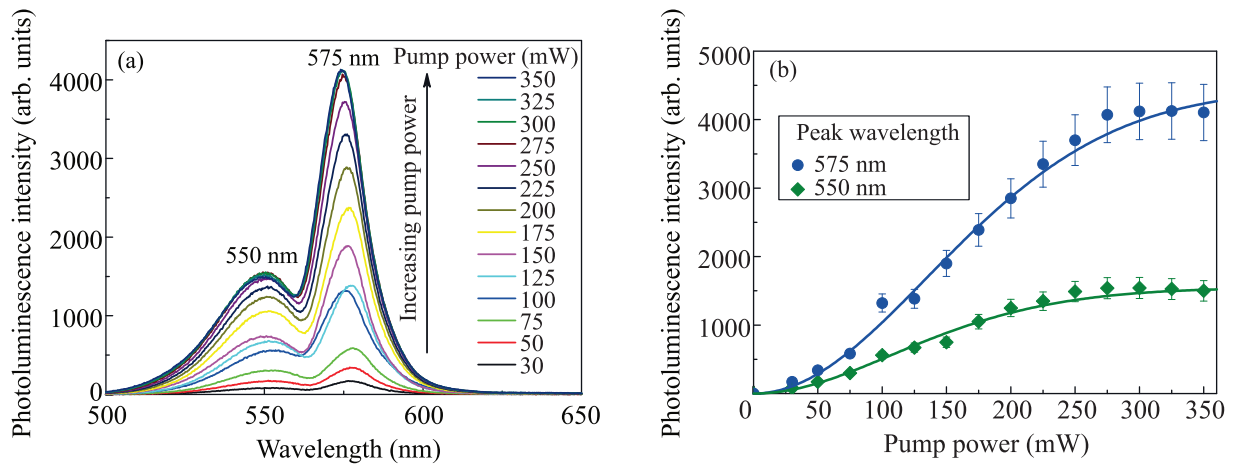 (a)
575 nm
550 nm
Pump power (mW)
350
325
300
275
250
225
200
175
150
125
100
75
50
30
Increasing pump power
Photoluminescence intensity (arb. units)
4000
3000
2000
1000
0
500
550
600
650
Wavelength (nm)
(b)
Peak wavelength
575 nm
550 nm
Photoluminescence intensity (arb. units)
5000
4000
3000
2000
1000
0
50
100
150
200
250
300
350
Pump power (mW)